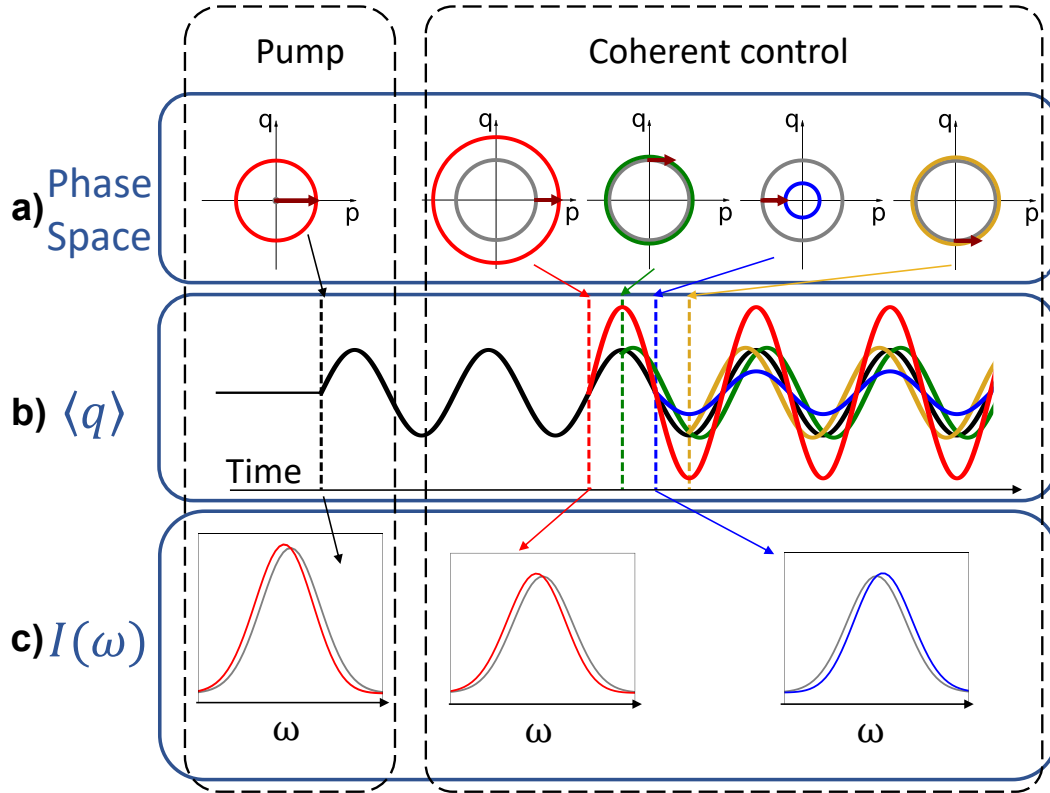 Pump
Coherent control
a) Phase Space
q
p
q
p
q
p
q
p
q
p
b) ⟨q⟩
Time
c) I(ω)
ω
ω
ω